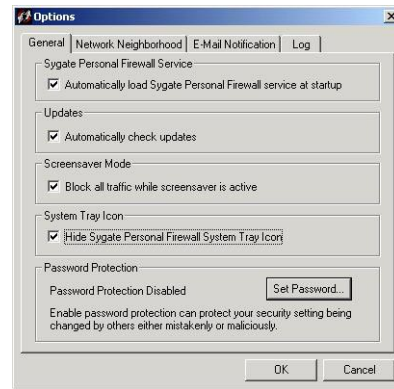 Options
General
Network Neighborhood
E-Mail Notification
Log
Sygate Personal Firewall Service
Automatically load Sygate Personal Firewall service at startup
Updates
Automatically check updates
Screensaver Mode
Block all traffic while screensaver is active
System Tray Icon
Hide Sygate Personal Firewall System Tray Icon
Password Protection
Password Protection Disabled
Set Password...
Enable password protection can protect your security setting being
changed by others either mistakenly or maliciously.
OK
Cancel